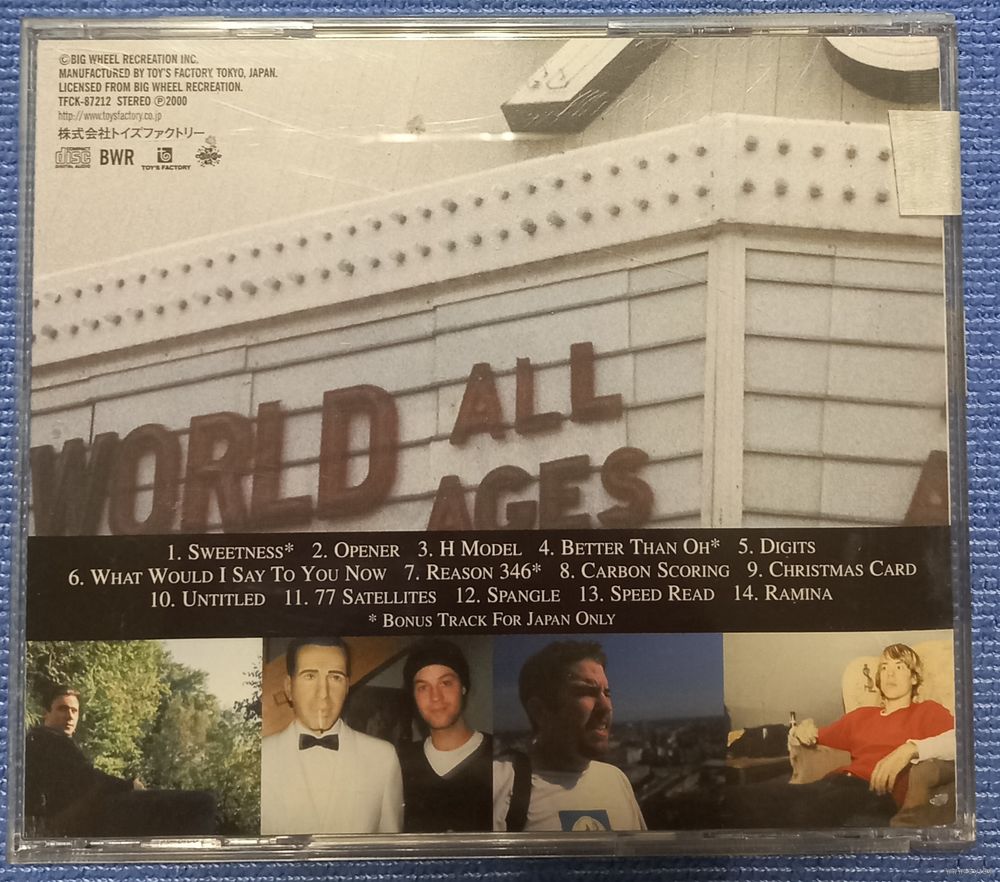 ©BIG WHEEL RECREATION INC.
MANUFACTURED BY TOY'S FACTORY, TOKYO, JAPAN.
LICENSED FROM BIG WHEEL RECREATION.
TFCK-87212 STEREO Ⓟ2000
http://www.toysfactory.co.jp
株式会社トイズファクトリー
disc DIGITAL AUDIO BWR TOY'S FACTORY
WORLD ALL
AGES
1. SWEETNESS* 2. OPENER 3. H MODEL 4. BETTER THAN OH* 5. DIGITS
6. WHAT WOULD I SAY TO YOU NOW 7. REASON 346* 8. CARBON SCORING 9. CHRISTMAS CARD
10. UNTITLED 11. 77 SATELLITES 12. SPANGLE 13. SPEED READ 14. RAMINA
* BONUS TRACK FOR JAPAN ONLY